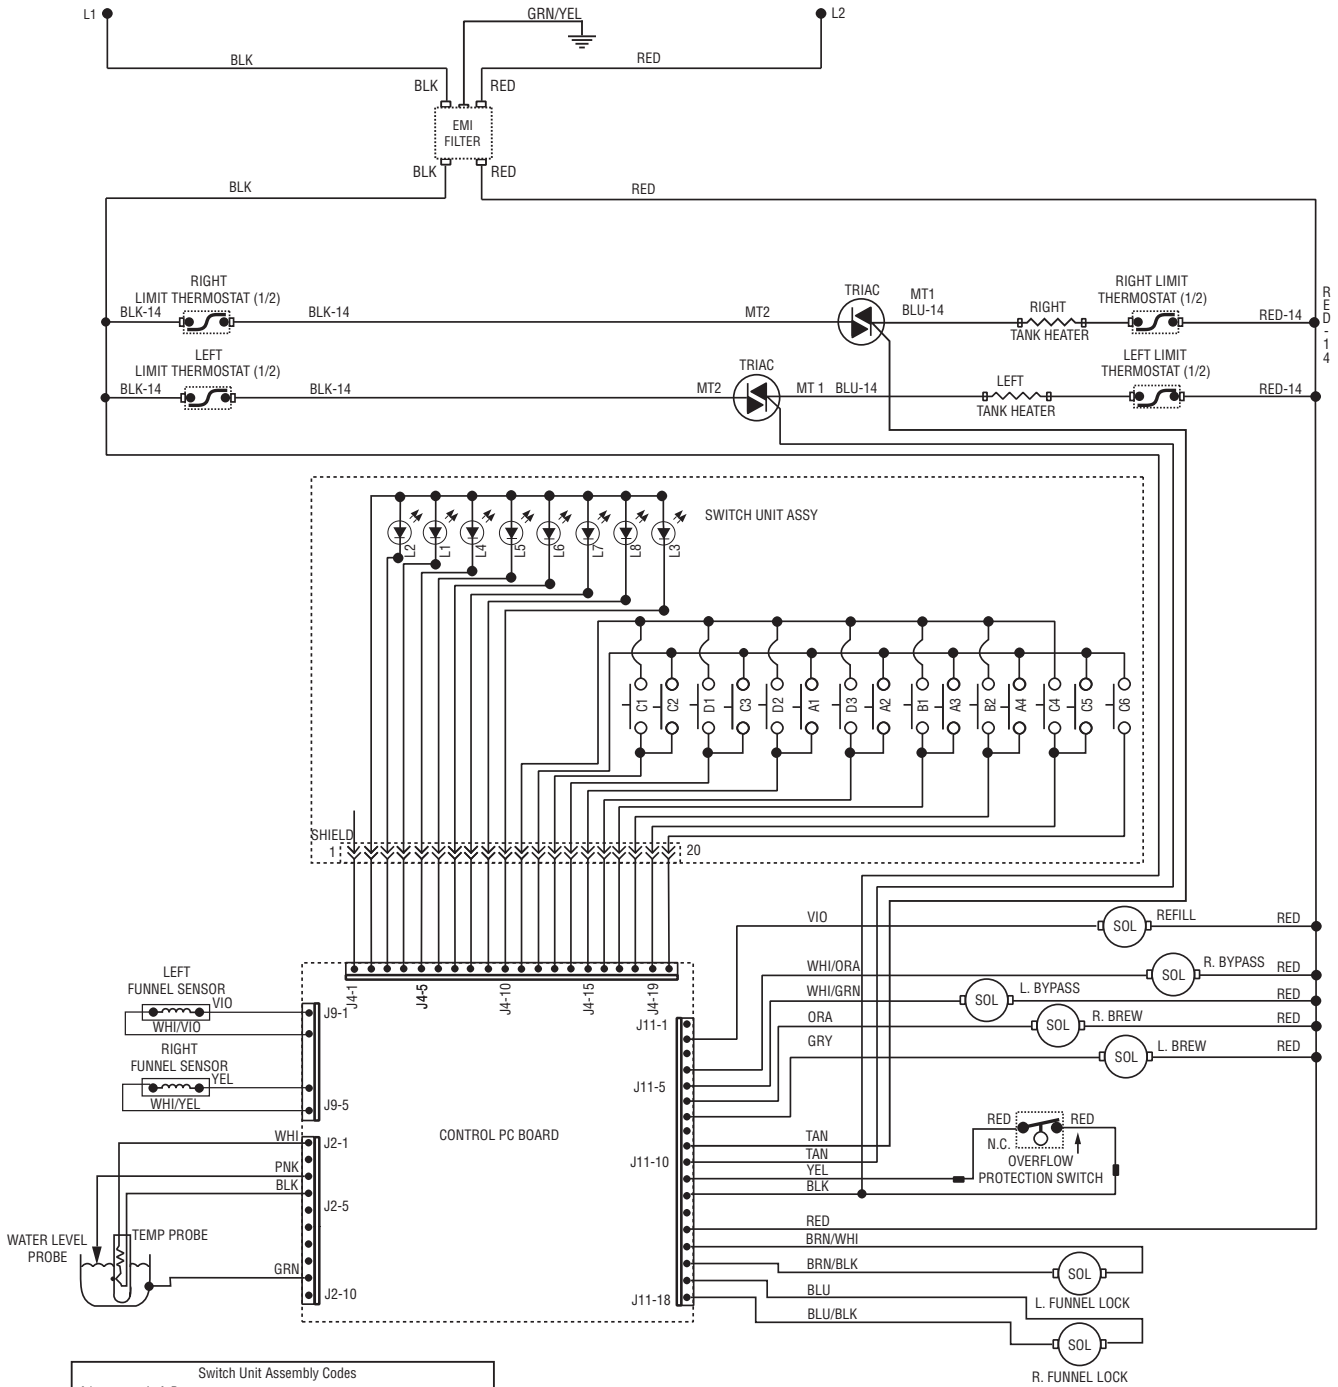 L1
GRN/YEL
L2
BLK
RED
BLK
RED
EMI
FILTER
BLK
RED
BLK
RED
RIGHT
LIMIT THERMOSTAT (1/2)
BLK-14
BLK-14
MT2
TRIAC
MT1
BLU-14
RIGHT
TANK HEATER
RIGHT LIMIT
THERMOSTAT (1/2)
RED-14
RED-14
LEFT
LIMIT THERMOSTAT (1/2)
BLK-14
BLK-14
MT2
TRIAC
MT 1
BLU-14
LEFT
TANK HEATER
LEFT LIMIT
THERMOSTAT (1/2)
RED-14
SWITCH UNIT ASSY
L2
L1
L4
L5
L6
L7
L8
L3
C1
C2
D1
C3
D2
A1
D3
A2
B1
A3
B2
A4
C4
C5
C6
SHIELD
1
20
VIO
SOL
REFILL
RED
WHI/ORA
SOL
R. BYPASS
RED
WHI/GRN
SOL
L. BYPASS
RED
ORA
SOL
R. BREW
RED
GRY
SOL
L. BREW
RED
J4-1
J4-5
J4-10
J4-15
J4-19
LEFT
FUNNEL SENSOR
VIO
WHI/VIO
J9-1
RIGHT
FUNNEL SENSOR
YEL
WHI/YEL
J9-5
J11-1
J11-5
CONTROL PC BOARD
J11-10
J11-18
WHI
J2-1
PNK
BLK
J2-5
GRN
J2-10
WATER LEVEL
PROBE
TEMP PROBE
TAN
TAN
YEL
BLK
RED
RED
N.C.
OVERFLOW
PROTECTION SWITCH
RED
BRN/WHI
BRN/BLK
SOL
L. FUNNEL LOCK
BLU
BLU/BLK
SOL
R. FUNNEL LOCK
Switch Unit Assembly Codes